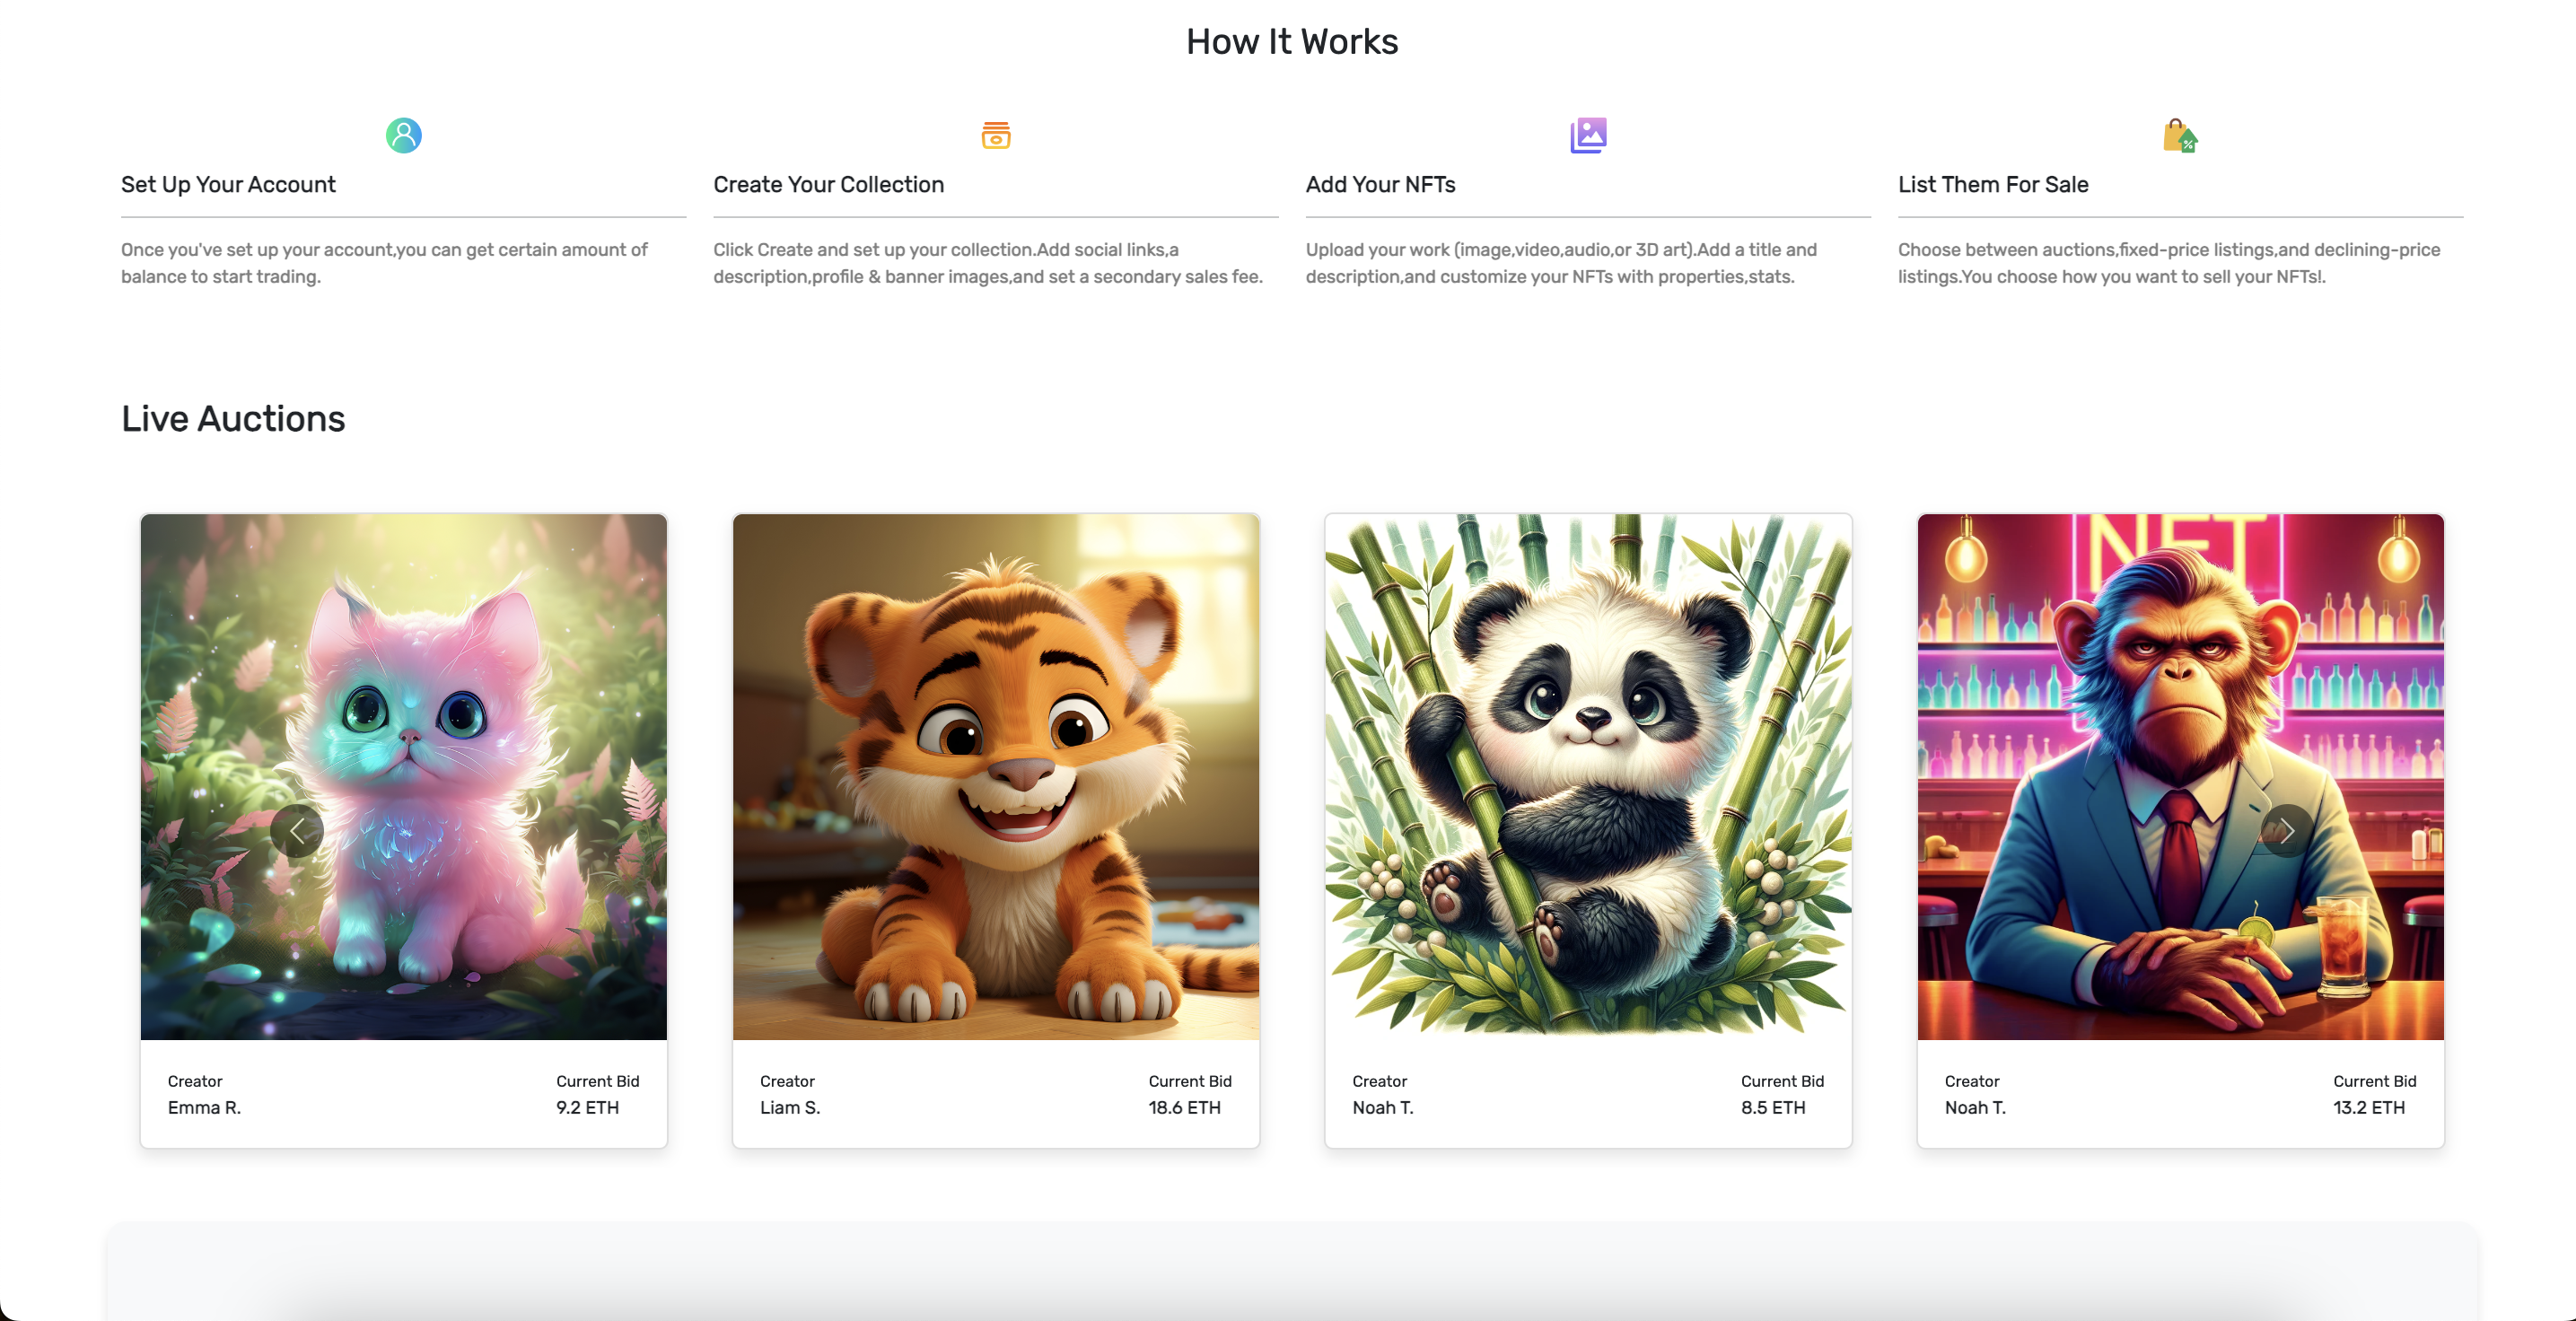 How It Works
Set Up Your Account
Once you've set up your account,you can get certain amount of
balance to start trading.
Create Your Collection
Click Create and set up your collection.Add social links,a
description,profile & banner images,and set a secondary sales fee.
Add Your NFTs
Upload your work (image,video,audio,or 3D art).Add a title and
description,and customize your NFTs with properties,stats.
List Them For Sale
Choose between auctions,fixed-price listings,and declining-price
listings.You choose how you want to sell your NFTs!.
Live Auctions
NFT
Creator
Emma R.
Current Bid
9.2 ETH
Creator
Liam S.
Current Bid
18.6 ETH
Creator
Noah T.
Current Bid
8.5 ETH
Creator
Noah T.
Current Bid
13.2 ETH